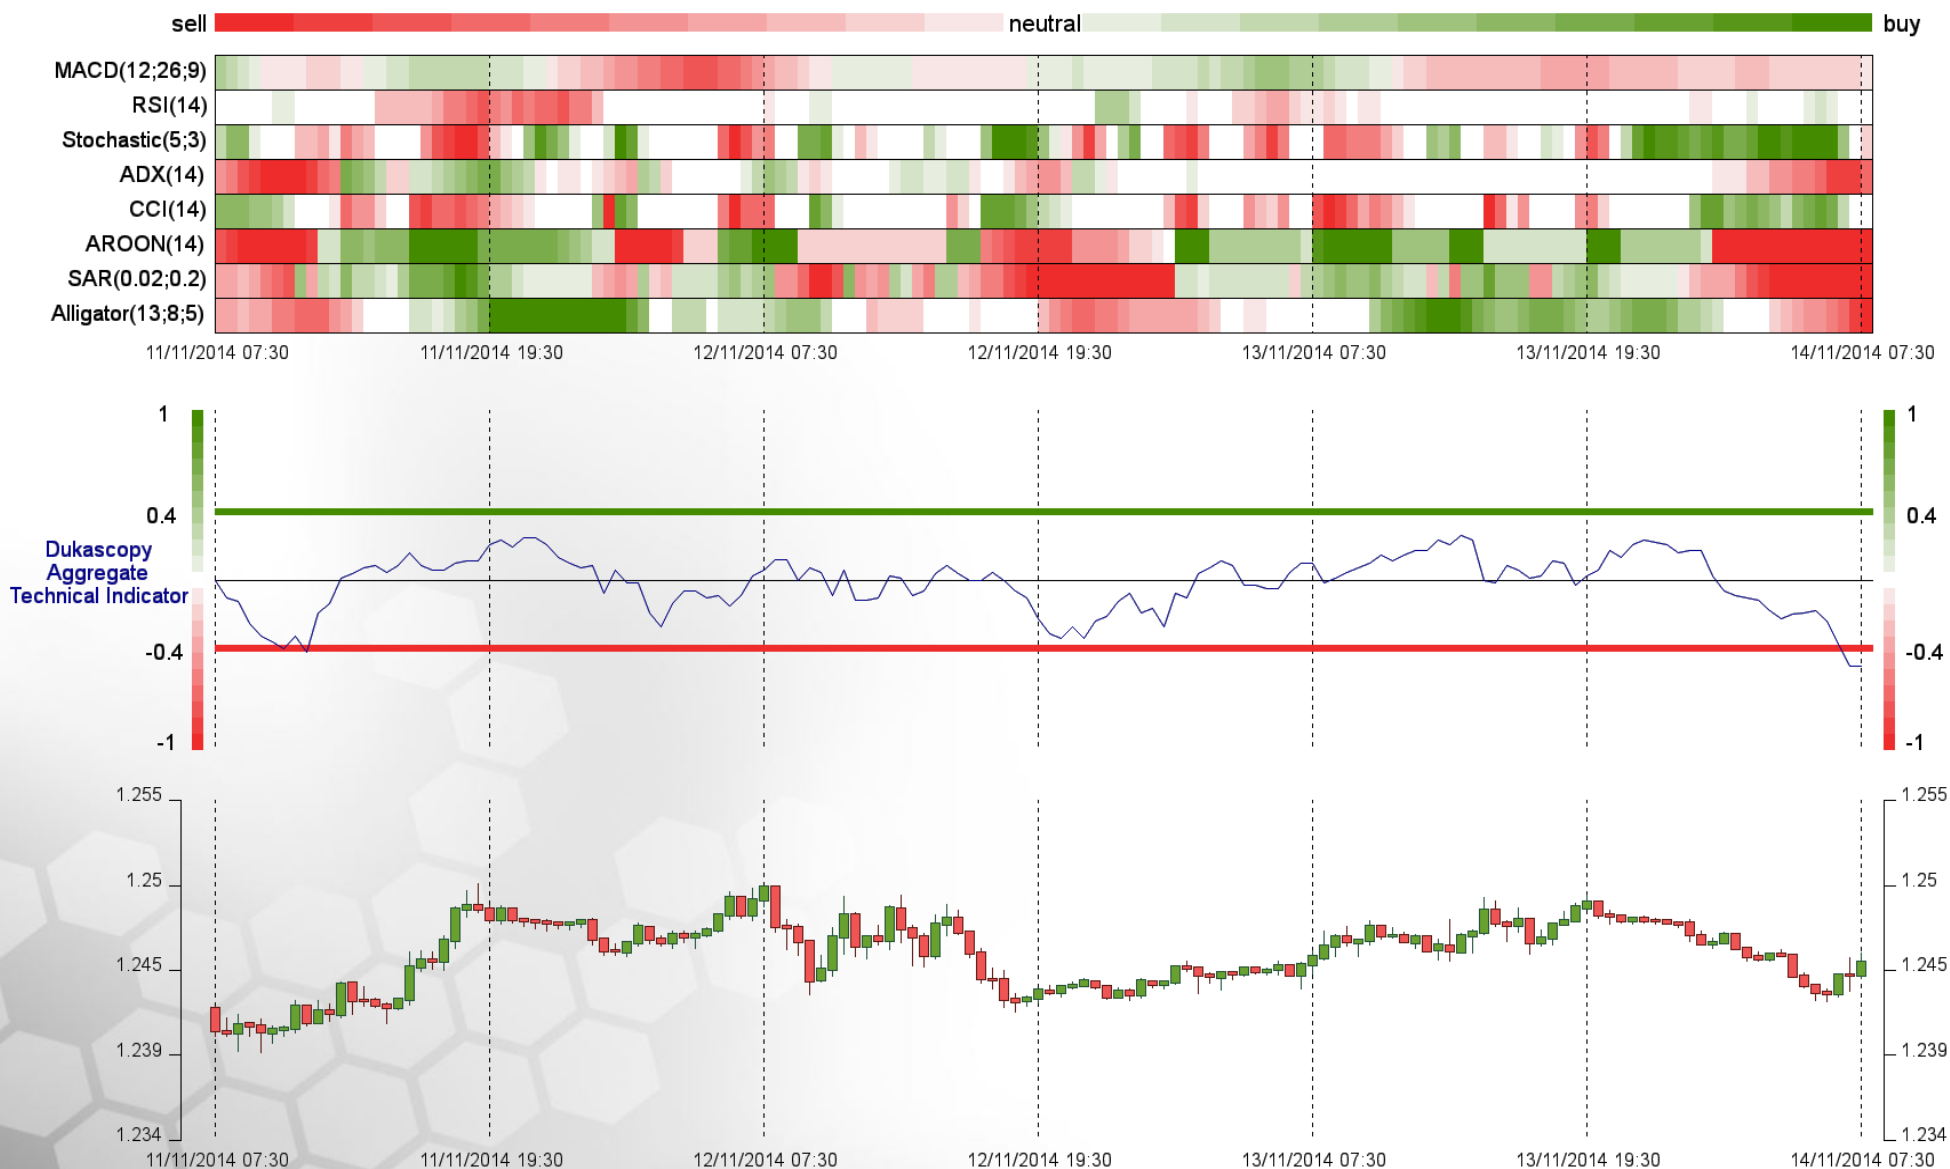 sell neutral buy
MACD(12;26;9)
RSI(14)
Stochastic(5;3)
ADX(14)
CCI(14)
AROON(14)
SAR(0.02;0.2)
Alligator(13;8;5)
11/11/2014 07:30 11/11/2014 19:30 12/11/2014 07:30 12/11/2014 19:30 13/11/2014 07:30 13/11/2014 19:30 14/11/2014 07:30
1 1
0.4 0.4
Dukascopy
Aggregate
Technical Indicator
-0.4 -0.4
-1 -1
1.255 1.255
1.25 1.25
1.245 1.245
1.239 1.239
1.234 1.234
11/11/2014 07:30 11/11/2014 19:30 12/11/2014 07:30 12/11/2014 19:30 13/11/2014 07:30 13/11/2014 19:30 14/11/2014 07:30